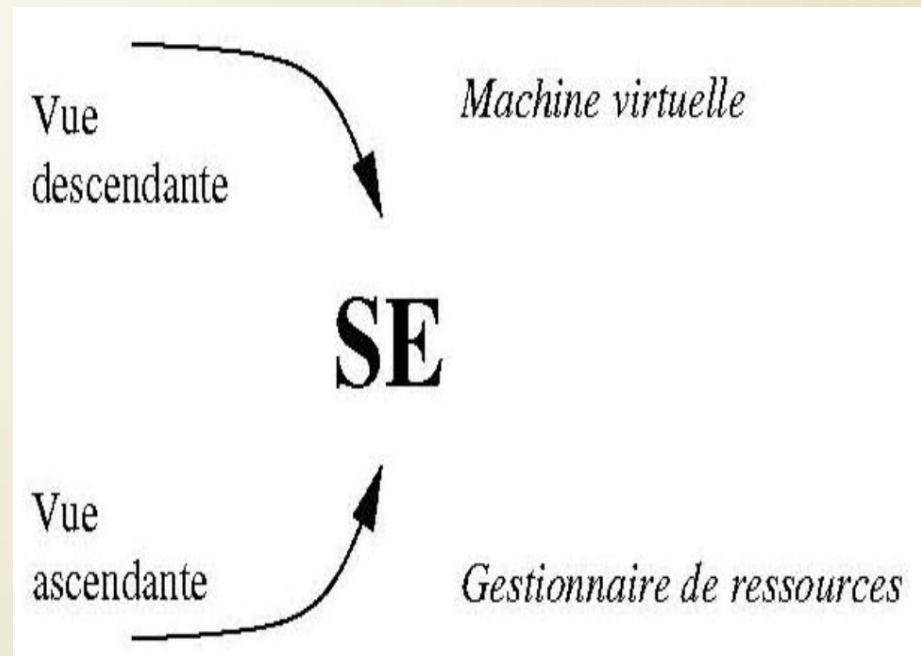 Vue
descendante
Machine virtuelle
SE
Vue
ascendante
Gestionnaire de ressources